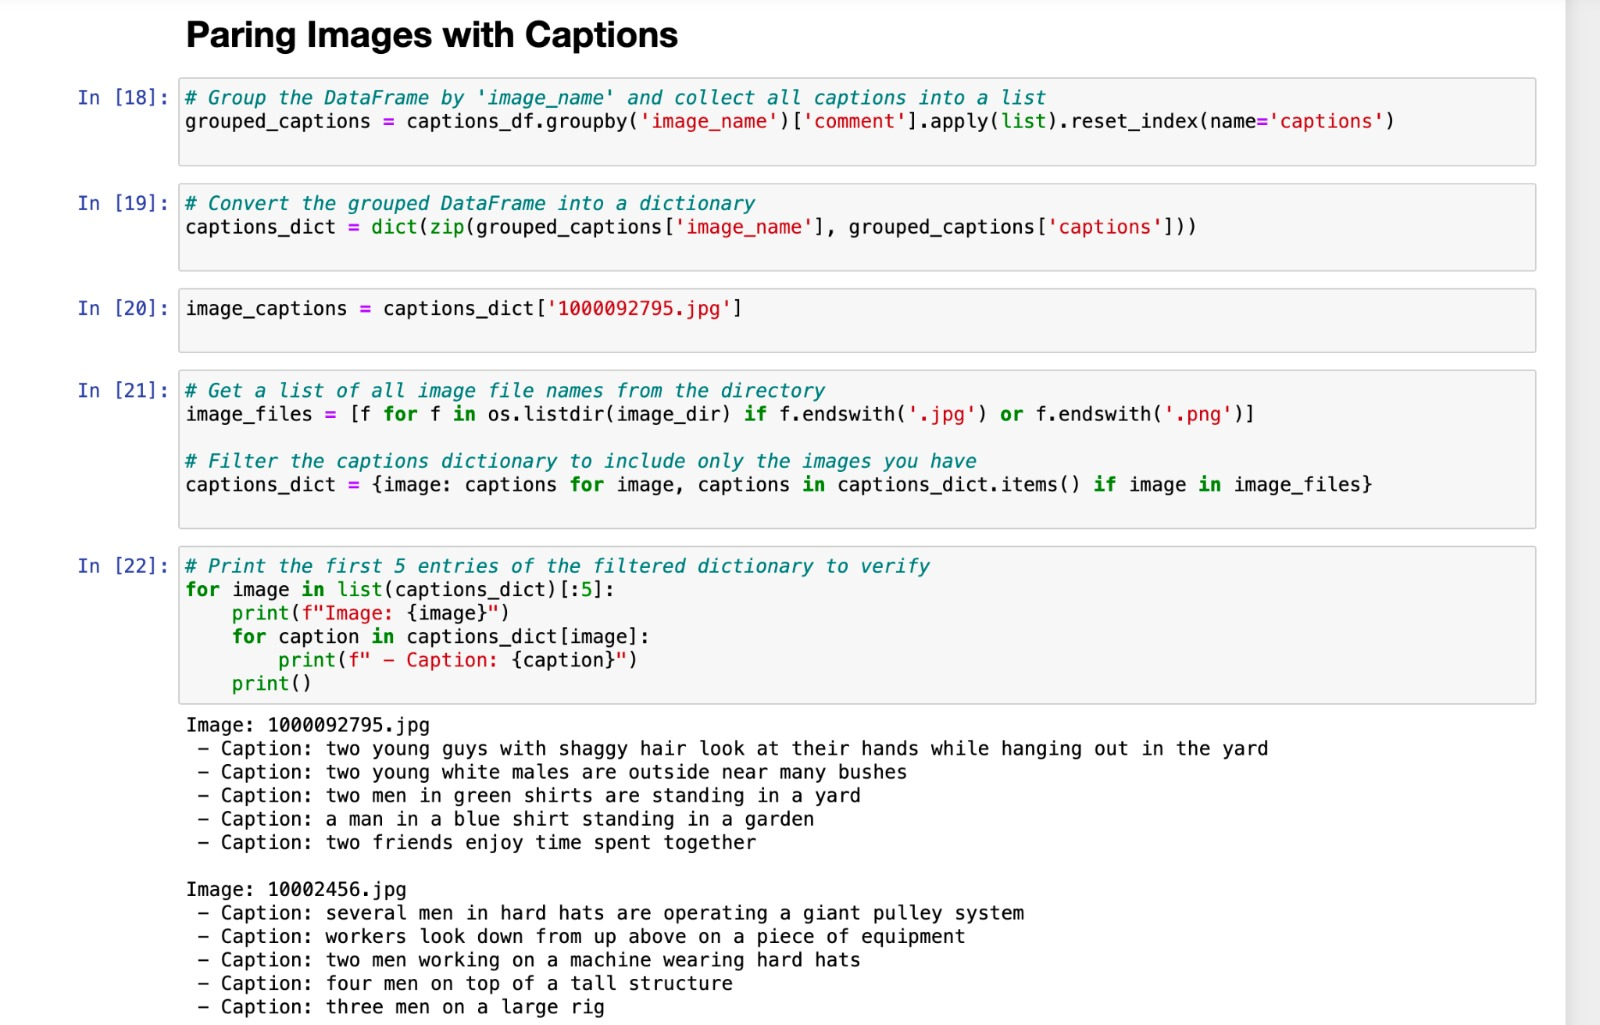 Paring Images with Captions
In [18]: # Group the DataFrame by 'image_name' and collect all captions into a list
grouped_captions = captions_df.groupby('image_name')['comment'].apply(list).reset_index(name='captions')
In [19]: # Convert the grouped DataFrame into a dictionary
captions_dict = dict(zip(grouped_captions['image_name'], grouped_captions['captions']))
In [20]: image_captions = captions_dict['1000092795.jpg']
In [21]: # Get a list of all image file names from the directory
image_files = [f for f in os.listdir(image_dir) if f.endswith('.jpg') or f.endswith('.png')]
# Filter the captions dictionary to include only the images you have
captions_dict = {image: captions for image, captions in captions_dict.items() if image in image_files}
In [22]: # Print the first 5 entries of the filtered dictionary to verify
for image in list(captions_dict)[:5]:
    print(f"Image: {image}")
    for caption in captions_dict[image]:
        print(f" - Caption: {caption}")
    print()
Image: 1000092795.jpg
 - Caption: two young guys with shaggy hair look at their hands while hanging out in the yard
 - Caption: two young white males are outside near many bushes
 - Caption: two men in green shirts are standing in a yard
 - Caption: a man in a blue shirt standing in a garden
 - Caption: two friends enjoy time spent together
Image: 10002456.jpg
 - Caption: several men in hard hats are operating a giant pulley system
 - Caption: workers look down from up above on a piece of equipment
 - Caption: two men working on a machine wearing hard hats
 - Caption: four men on top of a tall structure
 - Caption: three men on a large rig